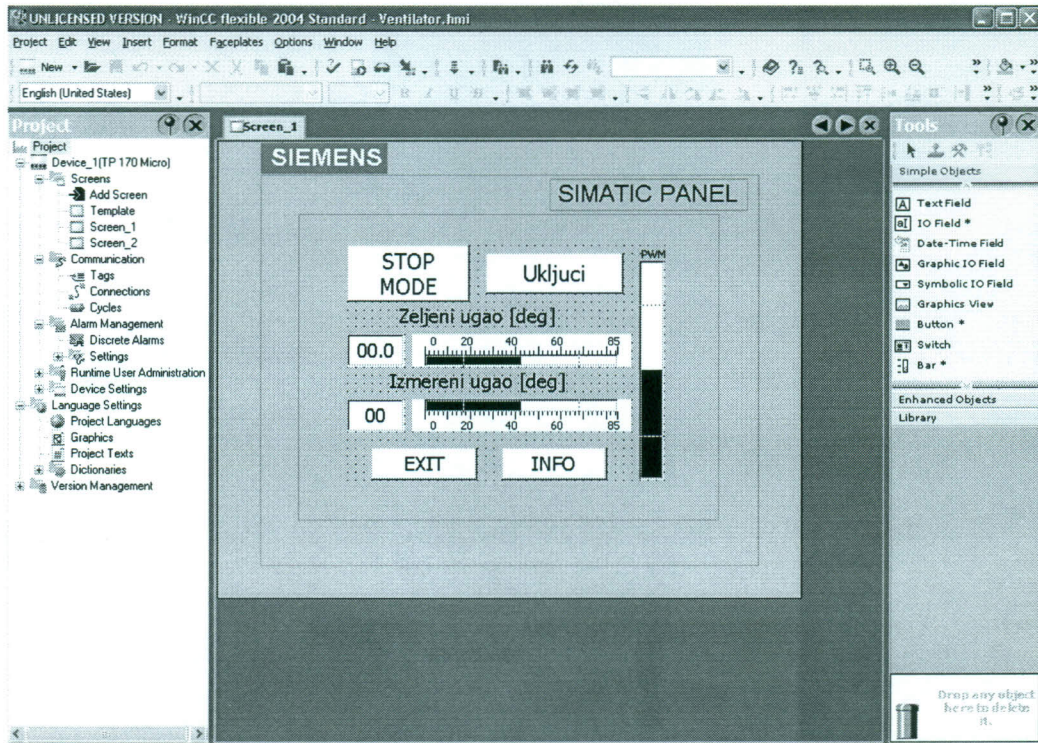 UNLICENSED VERSION - WinCC flexible 2004 Standard - Ventilator.hmi
Project Edit View Insert Format Faceplates Options Window Help
New
English (United States)
B I U
Project
Screen_1
Tools
Project
Device_1(TP 170 Micro)
Screens
Add Screen
Template
Screen_1
Screen_2
Communication
Tags
Connections
Cycles
Alarm Management
Discrete Alarms
Settings
Runtime User Administration
Device Settings
Language Settings
Project Languages
Graphics
Project Texts
Dictionaries
Version Management
SIEMENS
SIMATIC PANEL
STOP
MODE
Ukljuci
PWM
Zeljeni ugao [deg]
00.0
0 20 40 60 85
Izmereni ugao [deg]
00
0 20 40 60 85
EXIT
INFO
Simple Objects
Text Field
IO Field *
Date-Time Field
Graphic IO Field
Symbolic IO Field
Graphics View
Button *
Switch
Bar *
Enhanced Objects
Library
Drop any object
here to delete
it.